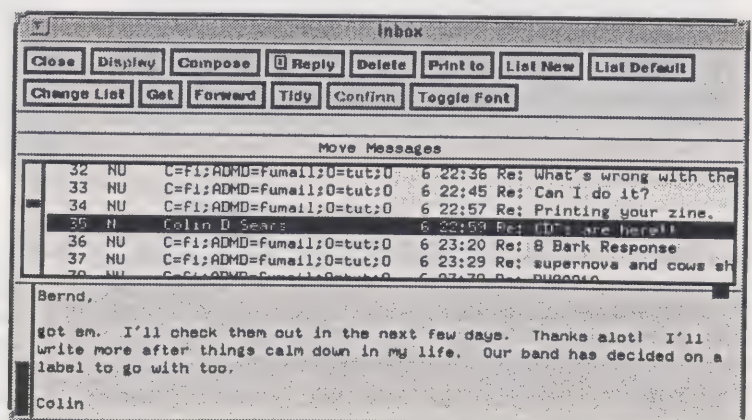 Inbox
Close Display Compose Reply Delete Print to List New List Default
Change List Get Forward Tidy Confirm Toggle Font
Move Messages
32 NU C=fi;ADMD=fumail;O=tut;O 6 22:36 Re: What's wrong with the
33 NU C=fi;ADMD=fumail;O=tut;O 6 22:45 Re: Can I do it?
34 NU C=fi;ADMD=fumail;O=tut;O 6 22:57 Re: Printing your zine.
35 N Colin D Sears 6 22:59 Re: are here!!
36 NU C=fi;ADMD=fumail;O=tut;O 6 23:20 Re: 8 Bark Response
37 NU C=fi;ADMD=fumail;O=tut;O 6 23:29 Re: supernova and cows sh
Bernd,
got em. I'll check them out in the next few days. Thanks alot! I'll
write more after things calm down in my life. Our band has decided on a
label to go with too.
Colin